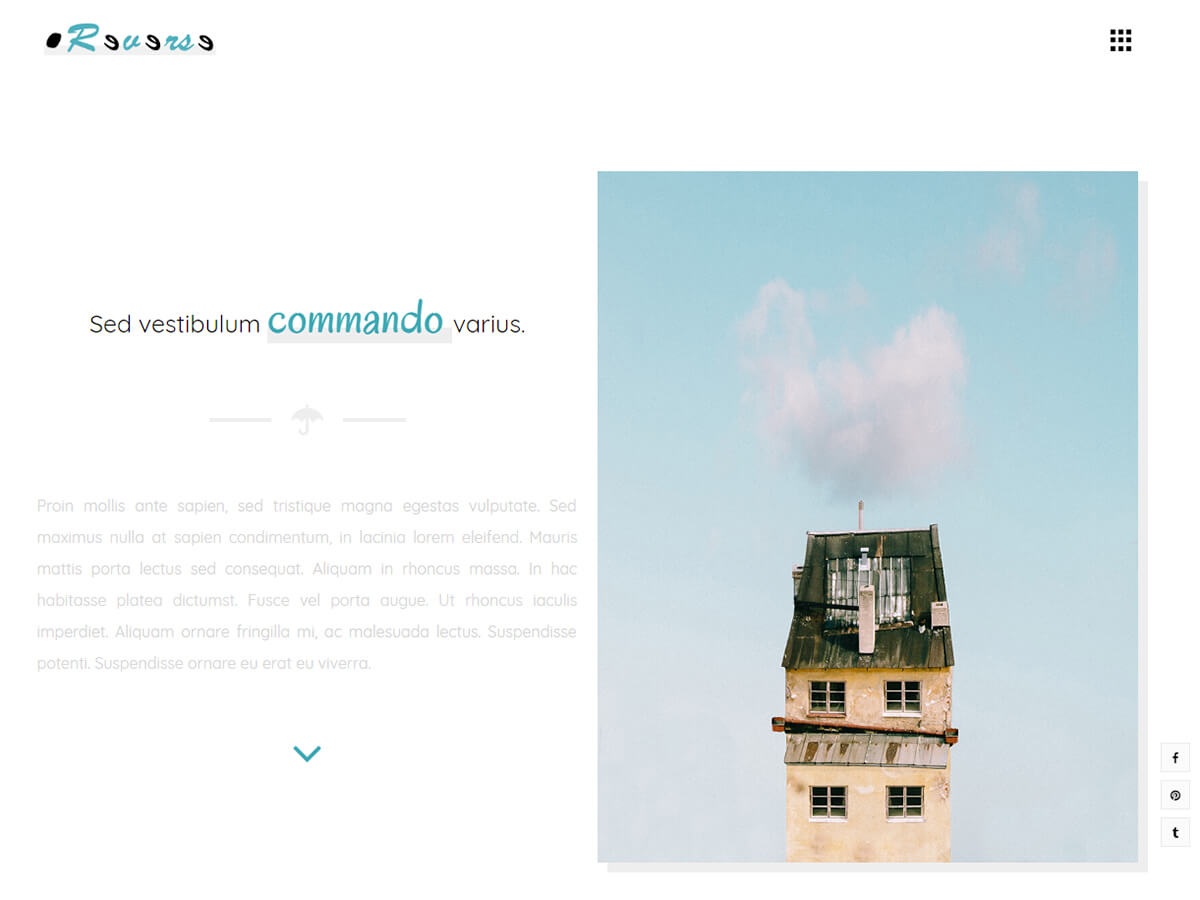 Reverse
Sed vestibulum commando varius.
Proin mollis ante sapien, sed tristique magna egestas vulputate. Sed
maximus nulla at sapien condimentum, in lacinia lorem eleifend. Mauris
mattis porta lectus sed consequat. Aliquam in rhoncus massa. In hac
habitasse platea dictumst. Fusce vel porta augue. Ut rhoncus iaculis
imperdiet. Aliquam ornare fringilla mi, ac malesuada lectus. Suspendisse
potenti. Suspendisse ornare eu erat eu viverra.